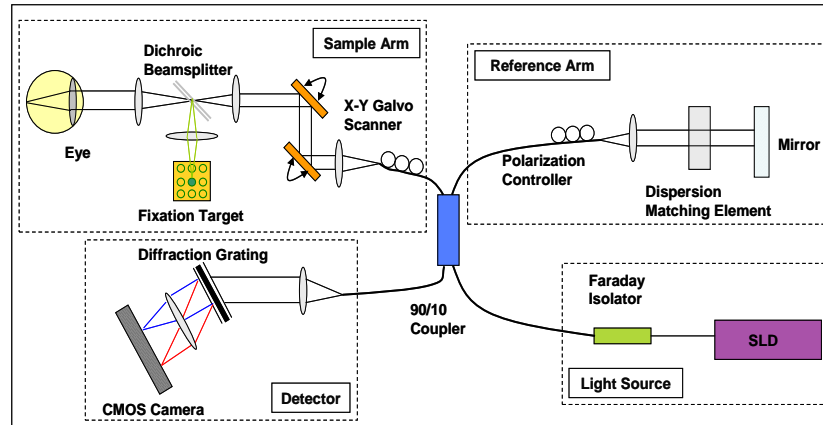 Sample Arm
Dichroic
Beamsplitter
X-Y Galvo
Scanner
Eye
Fixation Target
Reference Arm
Polarization
Controller
Mirror
Dispersion
Matching Element
Diffraction Grating
CMOS Camera
Detector
90/10
Coupler
Faraday
Isolator
SLD
Light Source